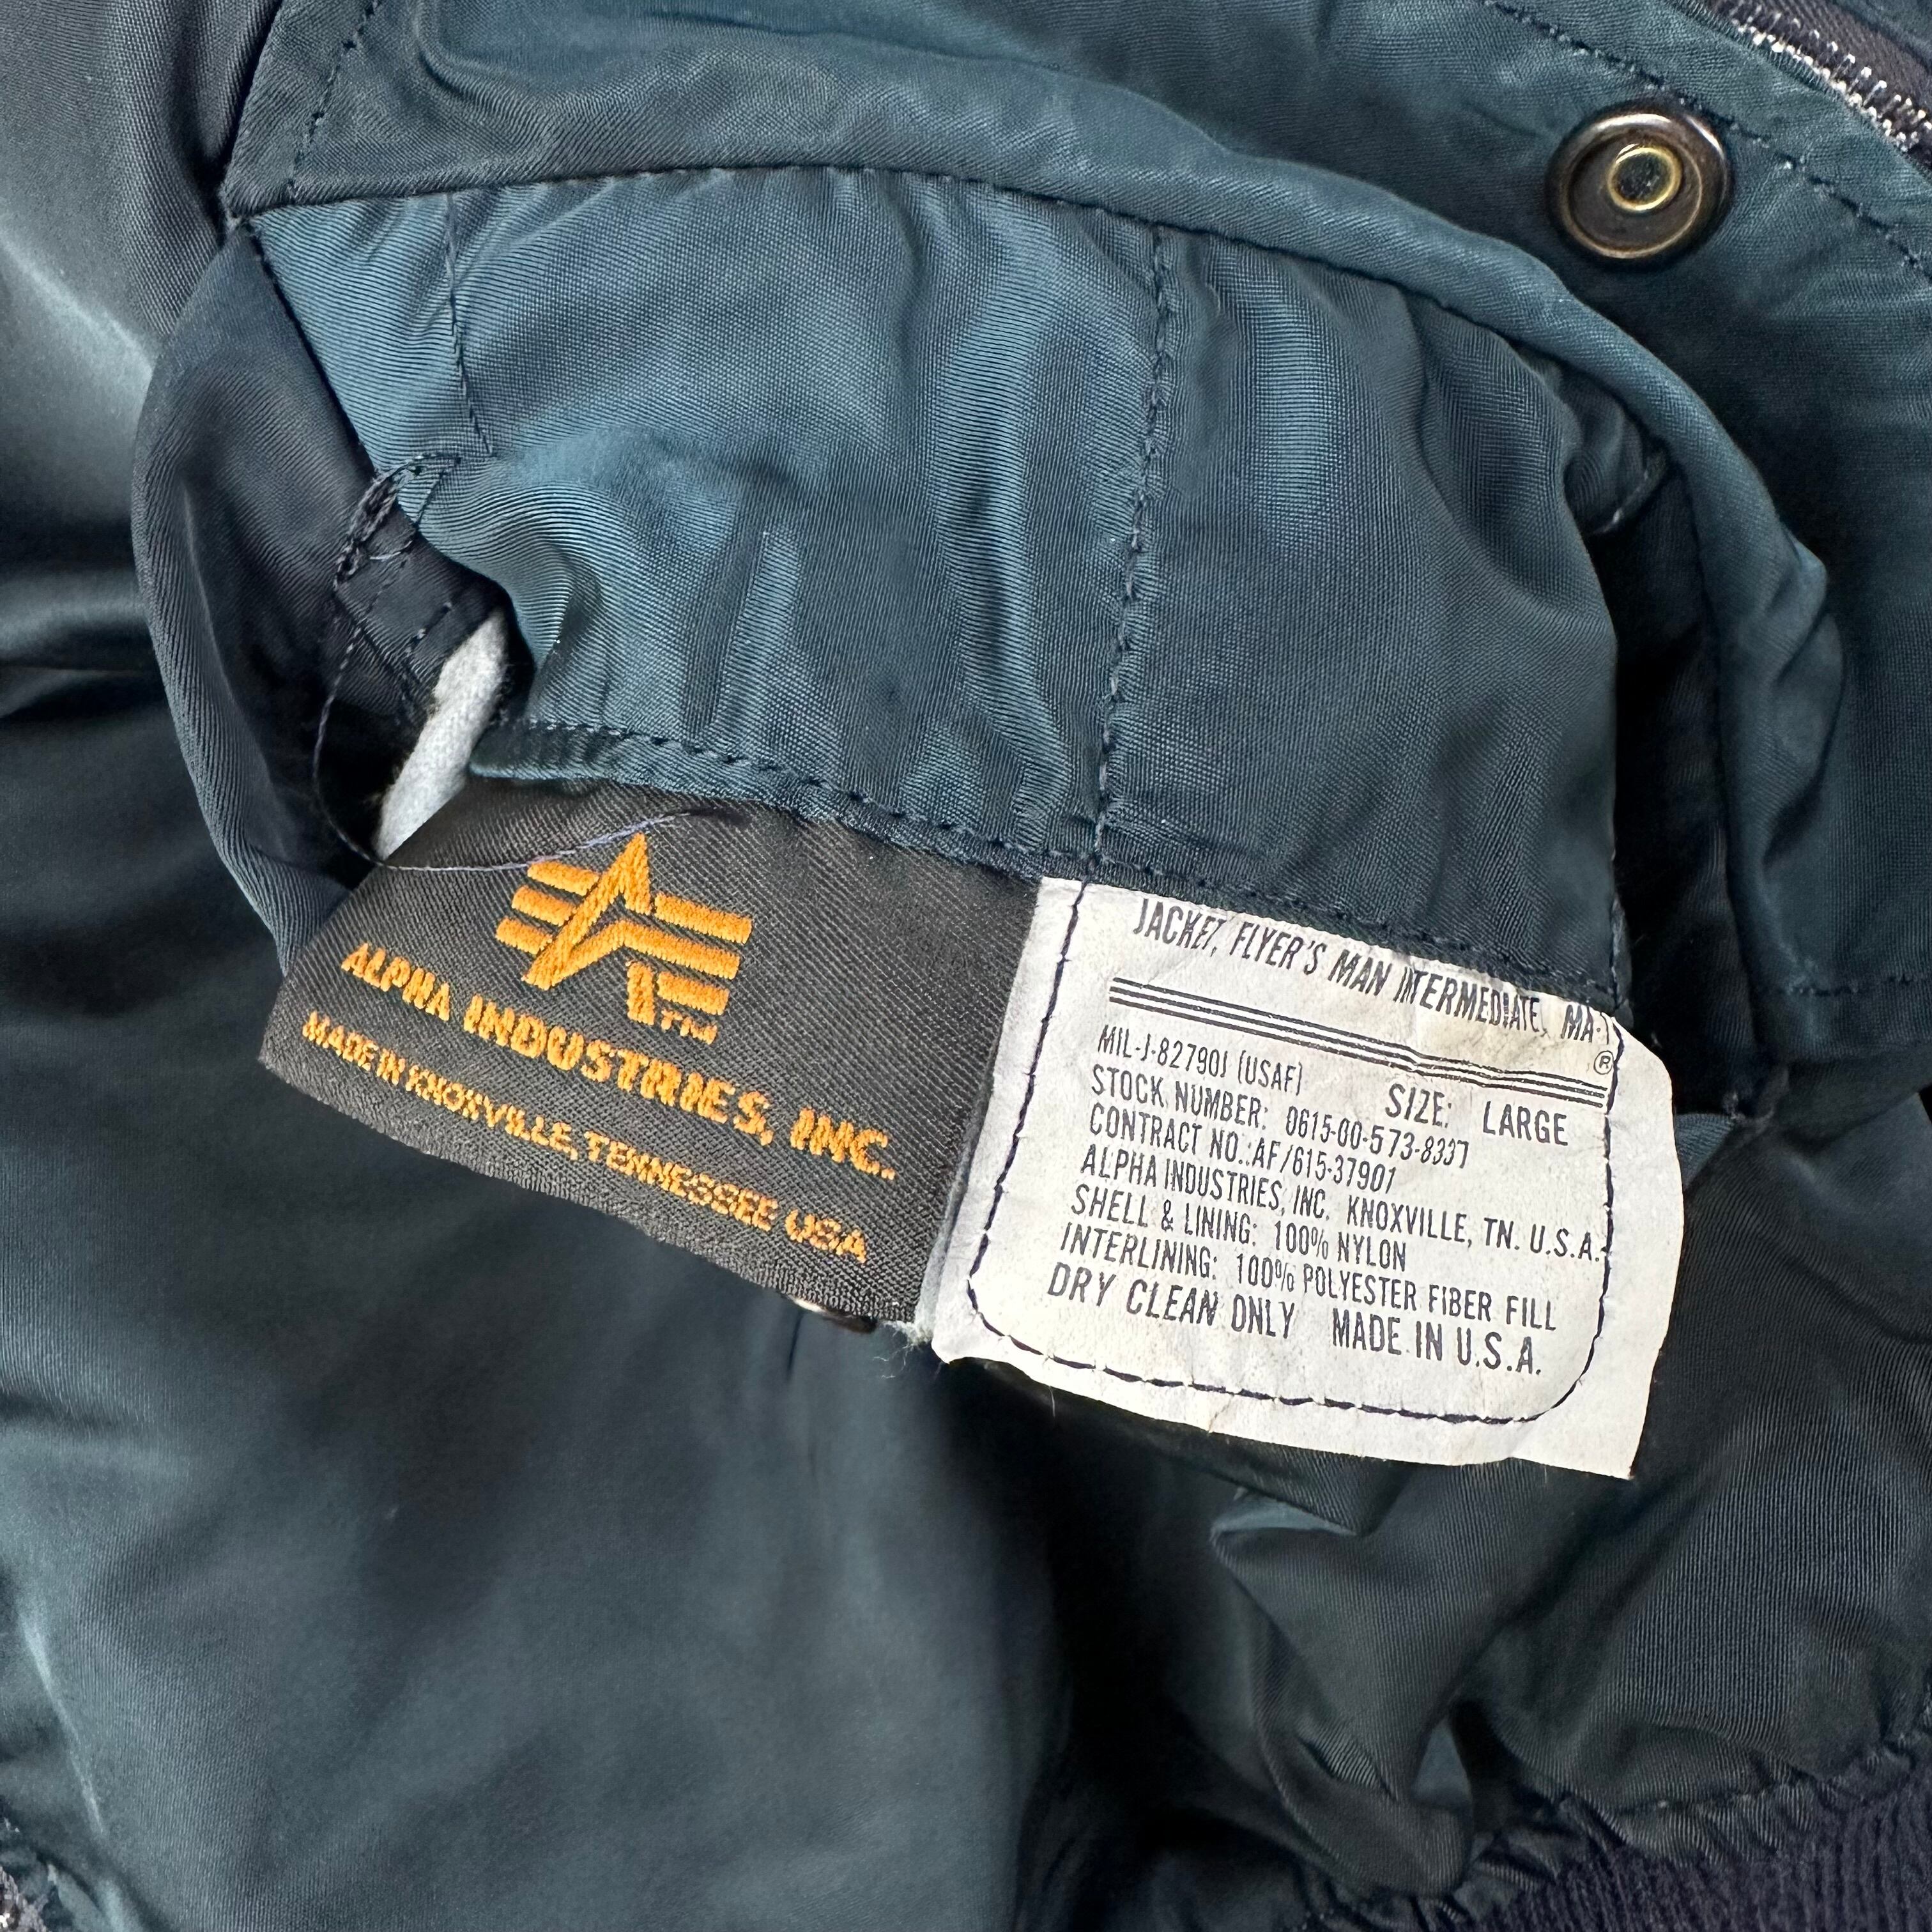 TM
ALPHA INDUSTRIES, INC.
MADE IN KNOXVILLE, TENNESSEE USA
JACKET, FLYER'S MAN INTERMEDIATE, MA-1
®
MIL-J-82790J (USAF) SIZE: LARGE
STOCK NUMBER: 0615-00-573-8337
CONTRACT NO.:AF/615-37901
ALPHA INDUSTRIES, INC. KNOXVILLE, TN. U.S.A.
SHELL & LINING: 100% NYLON
INTERLINING: 100% POLYESTER FIBER FILL
DRY CLEAN ONLY MADE IN U.S.A.